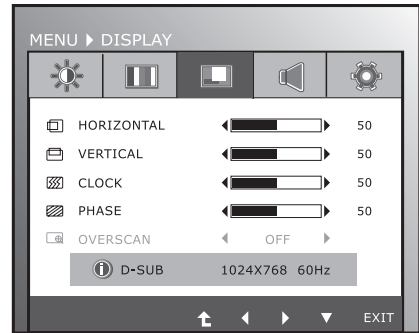 MENU ▶ DISPLAY
HORIZONTAL 50
VERTICAL 50
CLOCK 50
PHASE 50
OVERSCAN OFF
D-SUB 1024X768 60Hz
EXIT